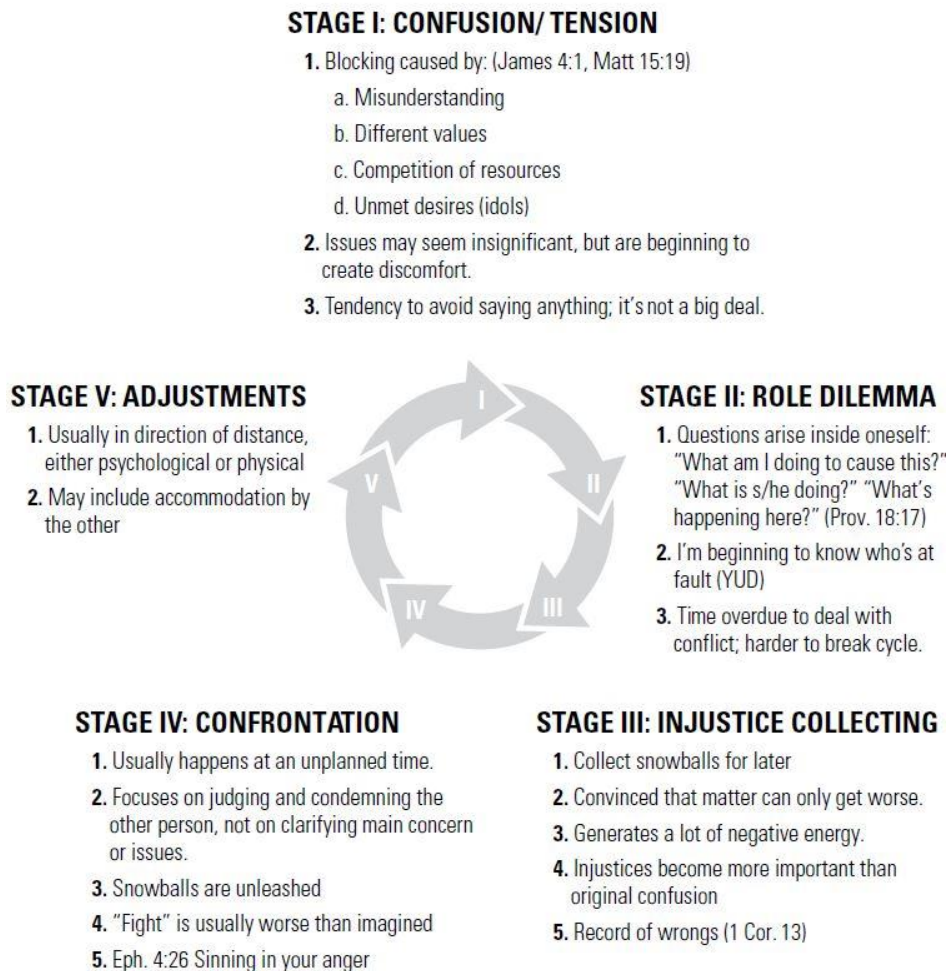 STAGE I: CONFUSION/ TENSION
1. Blocking caused by: (James 4:1, Matt 15:19)
a. Misunderstanding
b. Different values
c. Competition of resources
d. Unmet desires (idols)
2. Issues may seem insignificant, but are beginning to
create discomfort.
3. Tendency to avoid saying anything; it's not a big deal.
STAGE II: ROLE DILEMMA
1. Questions arise inside oneself:
"What am I doing to cause this?"
"What is s/he doing?" "What's
happening here?" (Prov. 18:17)
2. I'm beginning to know who's at
fault (YUD)
3. Time overdue to deal with
conflict; harder to break cycle.
STAGE III: INJUSTICE COLLECTING
1. Collect snowballs for later
2. Convinced that matter can only get worse.
3. Generates a lot of negative energy.
4. Injustices become more important than
original confusion
5. Record of wrongs (1 Cor. 13)
STAGE IV: CONFRONTATION
1. Usually happens at an unplanned time.
2. Focuses on judging and condemning the
other person, not on clarifying main concern
or issues.
3. Snowballs are unleashed
4. "Fight" is usually worse than imagined
5. Eph. 4:26 Sinning in your anger
STAGE V: ADJUSTMENTS
1. Usually in direction of distance,
either psychological or physical
2. May include accommodation by
the other
I
II
III
IV
V